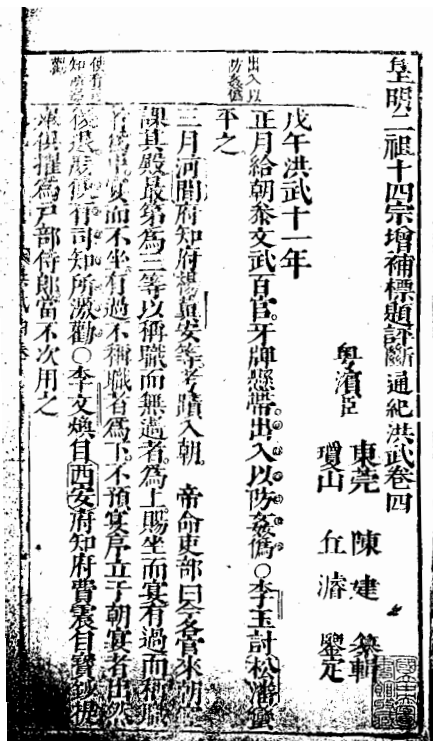 皇明二祖十四宗增補標題評斷通紀洪武卷四
粵濱臣
東莞 陳建 纂輯
瓊山 丘濬 鑒定
戊午洪武十一年
出入以
防姦僞
正月給朝參文武百官牙牌懸帶出入以防姦僞○李玉討松潘
平之
三月河間府知府楊冀安等考蹟入朝 帝命吏部曰今各官來朝
課其殿最第為三等以稱職而無過者為上賜坐而宴有過而稱職
者為中宴而不坐有過不稱職者為下不預宴序立于朝宴者出然
使有司
知所激
勸
後退庶使有司知所激勸○李文煥自西安府知府費震自寶鈔提
舉俱擢為戶部侍郎當不次用之